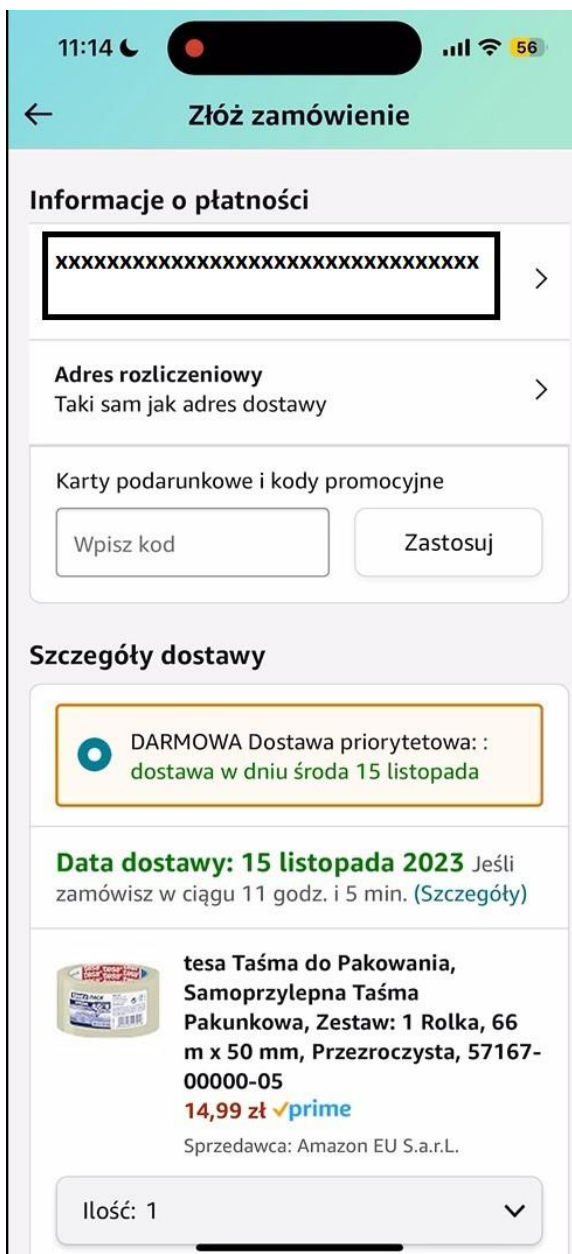 11:14
56
Złóż zamówienie
Informacje o płatności
xxxxxxxxxxxxxxxxxxxxxxxxxxxxxxxxx
Adres rozliczeniowy
Taki sam jak adres dostawy
Karty podarunkowe i kody promocyjne
Wpisz kod
Zastosuj
Szczegóły dostawy
DARMOWA Dostawa priorytetowa: :
dostawa w dniu środa 15 listopada
Data dostawy: 15 listopada 2023 Jeśli
zamówisz w ciągu 11 godz. i 5 min. (Szczegóły)
tesa Taśma do Pakowania,
Samoprzylepna Taśma
Pakunkowa, Zestaw: 1 Rolka, 66
m x 50 mm, Przezroczysta, 57167-
00000-05
14,99 zł prime
Sprzedawca: Amazon EU S.a.r.L.
Ilość: 1